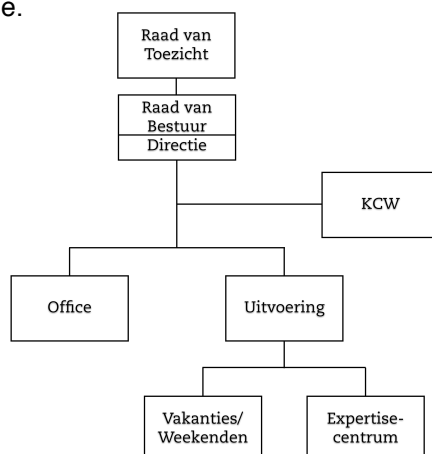 e.
Raad van
Toezicht
Raad van
Bestuur
Directie
KCW
Office
Uitvoering
Vakanties/
Weekenden
Expertise-
centrum